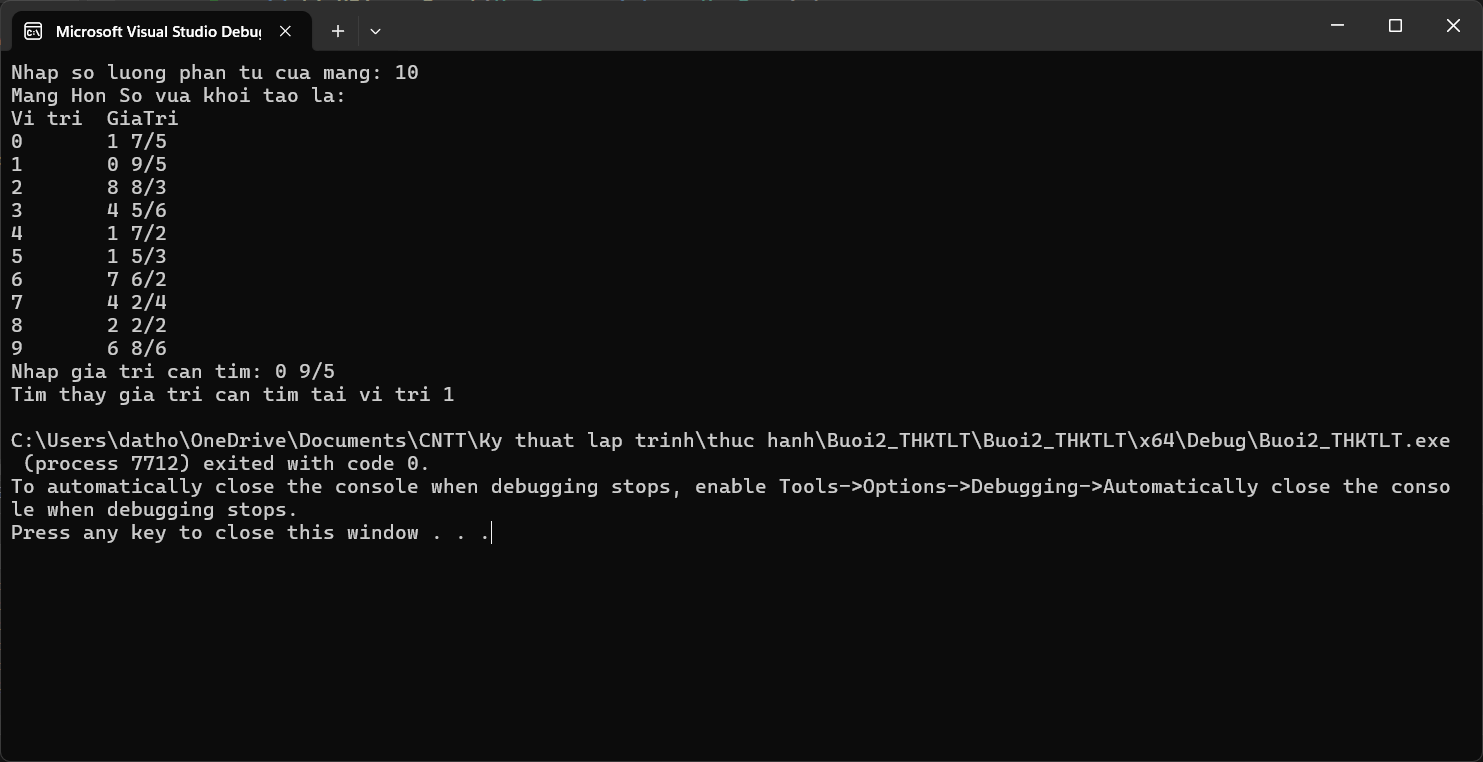 Microsoft Visual Studio Debu
Nhap so luong phan tu cua mang: 10
Mang Hon So vua khoi tao la:
Vi tri  GiaTri
0       1 7/5
1       0 9/5
2       8 8/3
3       4 5/6
4       1 7/2
5       1 5/3
6       7 6/2
7       4 2/4
8       2 2/2
9       6 8/6
Nhap gia tri can tim: 0 9/5
Tim thay gia tri can tim tai vi tri 1
C:\Users\datho\OneDrive\Documents\CNTT\Ky thuat lap trinh\thuc hanh\Buoi2_THKTLT\Buoi2_THKTLT\x64\Debug\Buoi2_THKTLT.exe
 (process 7712) exited with code 0.
To automatically close the console when debugging stops, enable Tools->Options->Debugging->Automatically close the conso
le when debugging stops.
Press any key to close this window . . .